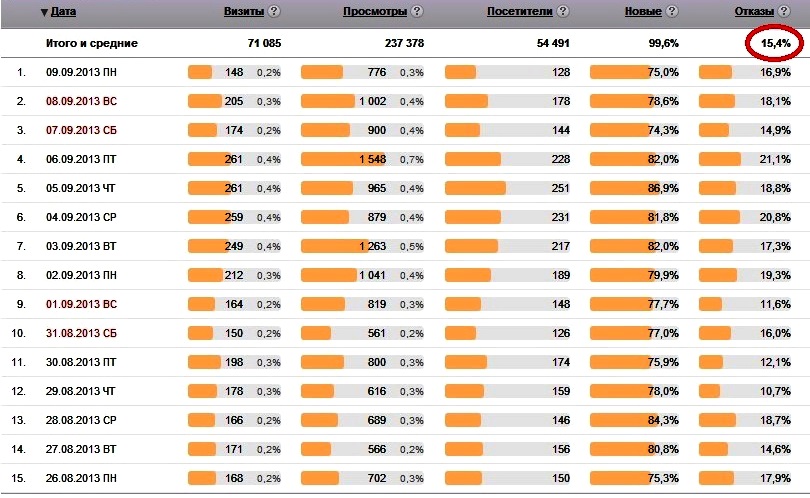 ▼ Дата Визиты ? Просмотры ? Посетители ? Новые ? Отказы ?
Итого и средние 71 085 237 378 54 491 99,6% 15,4%
1. 09.09.2013 ПН 148 0,2% 776 0,3% 128 75,0% 16,9%
2. 08.09.2013 ВС 205 0,3% 1 002 0,4% 178 78,6% 18,1%
3. 07.09.2013 СБ 174 0,2% 900 0,4% 144 74,3% 14,9%
4. 06.09.2013 ПТ 261 0,4% 1 548 0,7% 228 82,0% 21,1%
5. 05.09.2013 ЧТ 261 0,4% 965 0,4% 251 86,9% 18,8%
6. 04.09.2013 СР 259 0,4% 879 0,4% 231 81,8% 20,8%
7. 03.09.2013 ВТ 249 0,4% 1 263 0,5% 217 82,0% 17,3%
8. 02.09.2013 ПН 212 0,3% 1 041 0,4% 189 79,9% 19,3%
9. 01.09.2013 ВС 164 0,2% 819 0,3% 148 77,7% 11,6%
10. 31.08.2013 СБ 150 0,2% 561 0,2% 126 77,0% 16,0%
11. 30.08.2013 ПТ 198 0,3% 800 0,3% 174 75,9% 12,1%
12. 29.08.2013 ЧТ 178 0,3% 616 0,3% 159 78,0% 10,7%
13. 28.08.2013 СР 166 0,2% 689 0,3% 146 84,3% 18,7%
14. 27.08.2013 ВТ 171 0,2% 566 0,2% 156 80,8% 14,6%
15. 26.08.2013 ПН 168 0,2% 702 0,3% 150 75,3% 17,9%